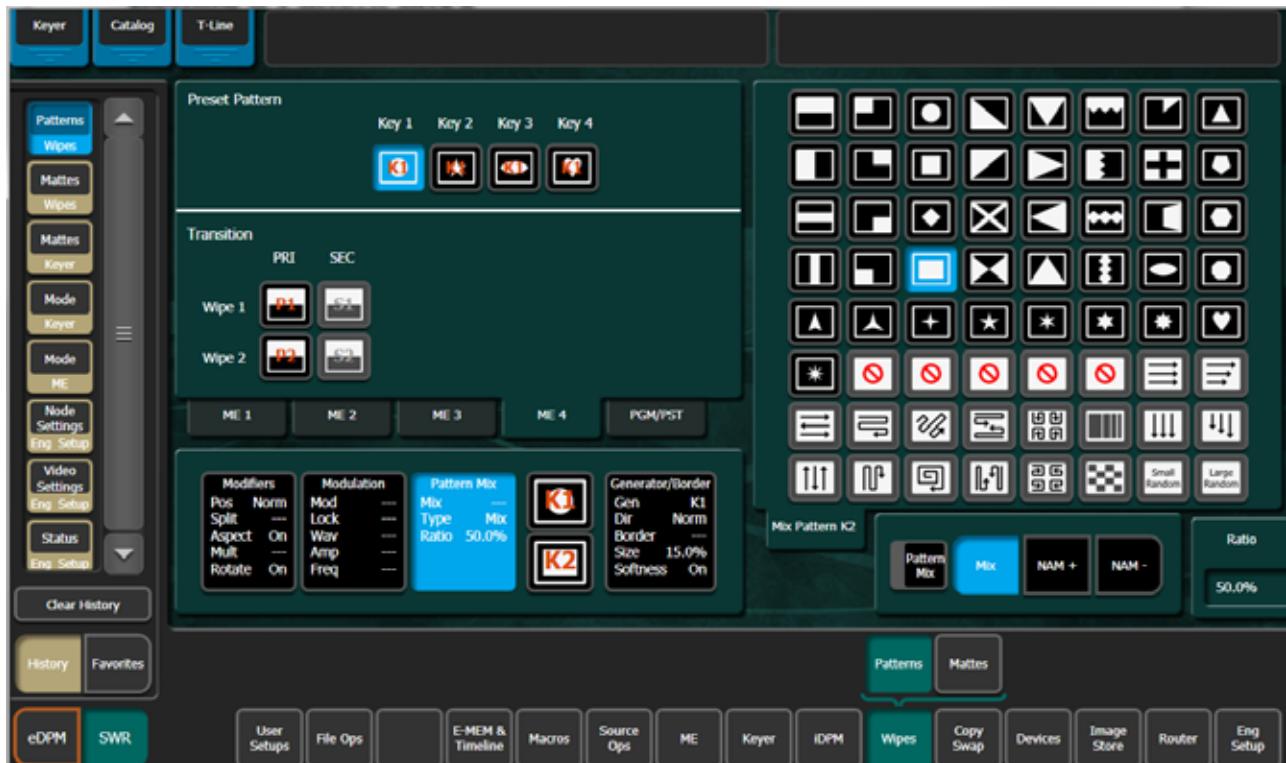 Keyer Catalog T-Line
Patterns
Wipes
Mattes
Wipes
Mattes
Keyer
Mode
Keyer
Mode
ME
Node
Settings
Eng Setup
Video
Settings
Eng Setup
Status
Eng Setup
Clear History
History Favorites
eDPM SWR
Preset Pattern
Key 1 Key 2 Key 3 Key 4
K1 K1
Transition
PRI SEC
Wipe 1 P1 S1
Wipe 2 P2 S2
ME 1 ME 2 ME 3 ME 4 PGM/PST
Modifiers
Pos Norm
Split ---
Aspect On
Mult ---
Rotate On
Modulation
Mod ---
Lock ---
Wav ---
Amp ---
Freq ---
Pattern Mix
Mix ---
Type Mix
Ratio 50.0%
K1
K2
Generator/Border
Gen K1
Dir Norm
Border ---
Size 15.0%
Softness On
Small
Random
Large
Random
Mix Pattern K2
Pattern
Mix
Mix NAM + NAM -
Ratio
50.0%
Patterns Mattes
User
Setups
File Ops
E-MEM &
Timeline
Macros
Source
Ops
ME
Keyer
iDPM
Wipes
Copy
Swap
Devices
Image
Store
Router
Eng
Setup